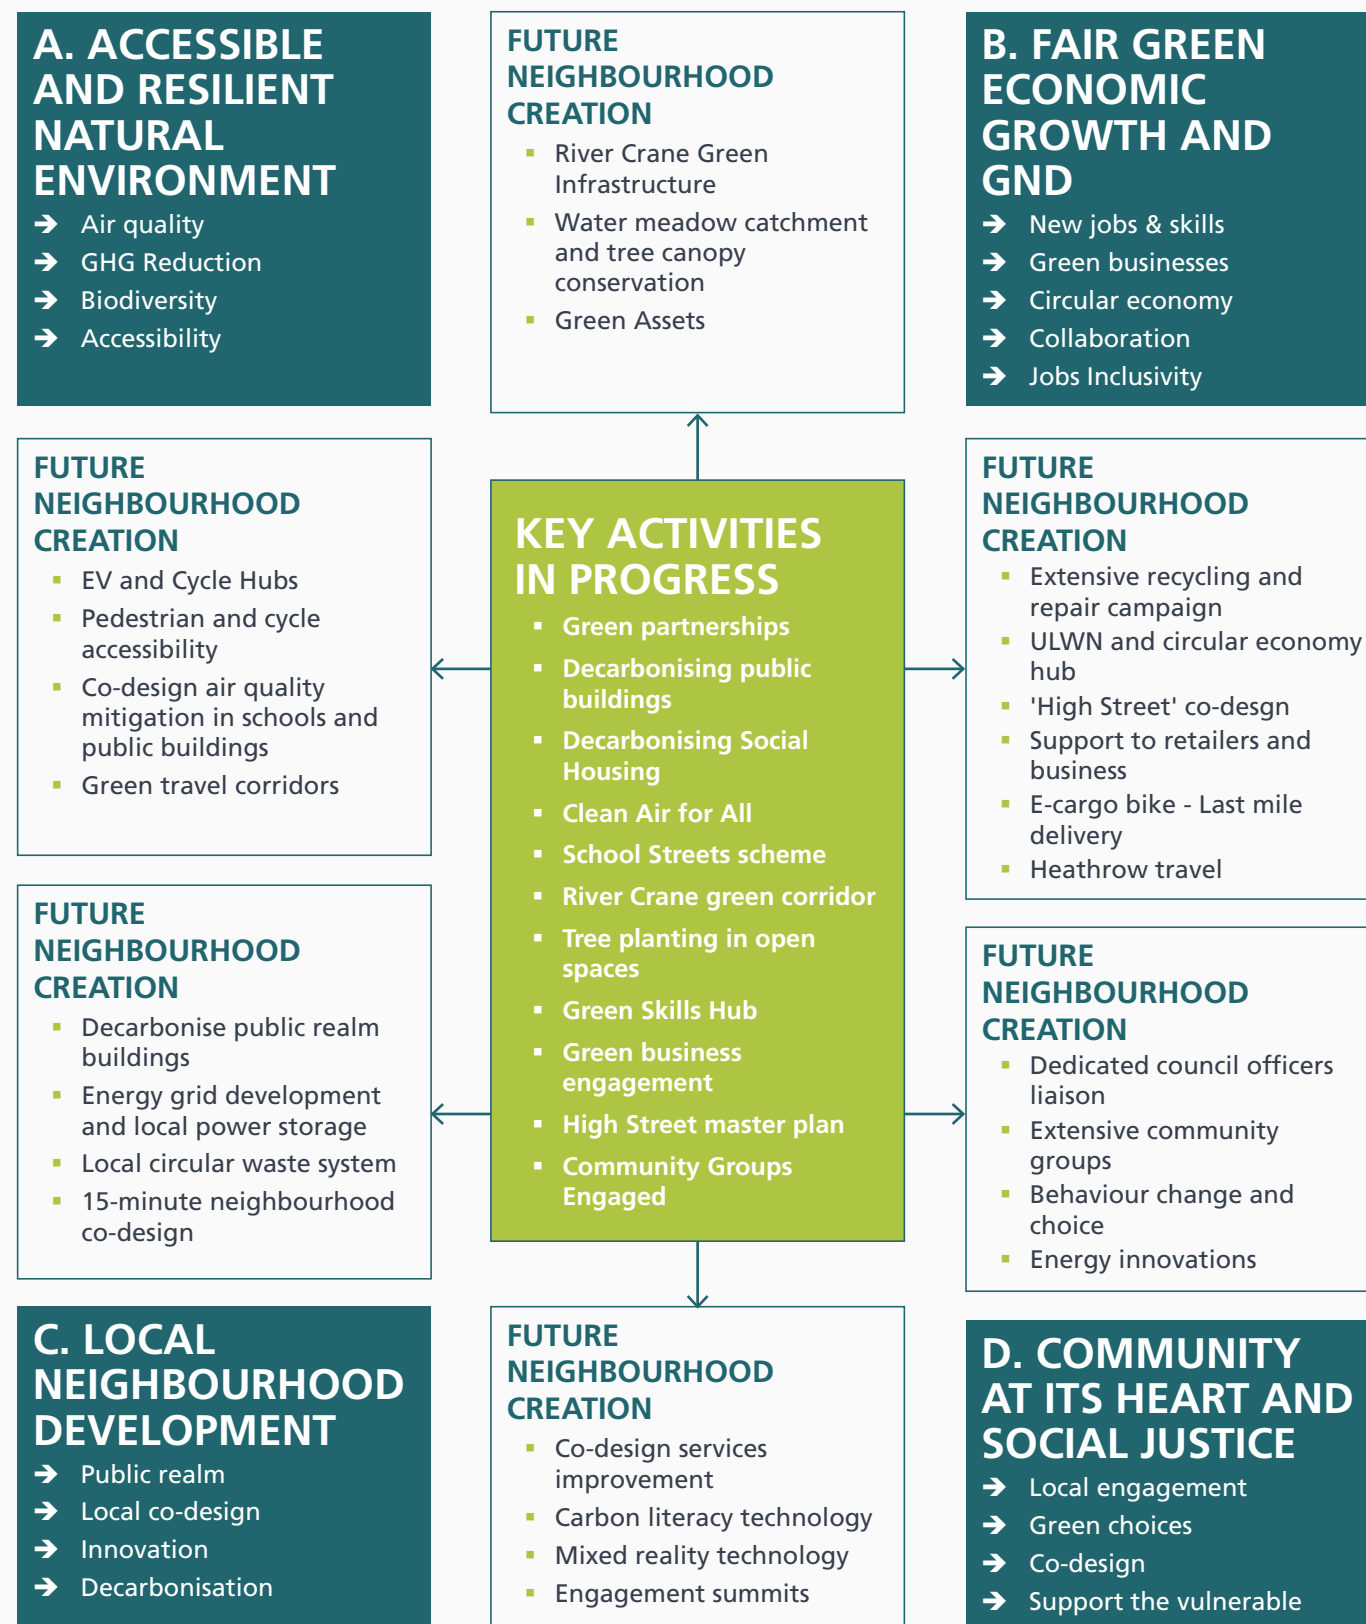 A. ACCESSIBLE
AND RESILIENT
NATURAL
ENVIRONMENT
➔ Air quality
➔ GHG Reduction
➔ Biodiversity
➔ Accessibility
FUTURE
NEIGHBOURHOOD
CREATION
▪ River Crane Green
Infrastructure
▪ Water meadow catchment
and tree canopy
conservation
▪ Green Assets
B. FAIR GREEN
ECONOMIC
GROWTH AND
GND
➔ New jobs & skills
➔ Green businesses
➔ Circular economy
➔ Collaboration
➔ Jobs Inclusivity
FUTURE
NEIGHBOURHOOD
CREATION
▪ EV and Cycle Hubs
▪ Pedestrian and cycle
accessibility
▪ Co-design air quality
mitigation in schools and
public buildings
▪ Green travel corridors
KEY ACTIVITIES
IN PROGRESS
▪ Green partnerships
▪ Decarbonising public
buildings
▪ Decarbonising Social
Housing
▪ Clean Air for All
▪ School Streets scheme
▪ River Crane green corridor
▪ Tree planting in open
spaces
▪ Green Skills Hub
▪ Green business
engagement
▪ High Street master plan
▪ Community Groups
Engaged
FUTURE
NEIGHBOURHOOD
CREATION
▪ Extensive recycling and
repair campaign
▪ ULWN and circular economy
hub
▪ 'High Street' co-desgn
▪ Support to retailers and
business
▪ E-cargo bike - Last mile
delivery
▪ Heathrow travel
FUTURE
NEIGHBOURHOOD
CREATION
▪ Decarbonise public realm
buildings
▪ Energy grid development
and local power storage
▪ Local circular waste system
▪ 15-minute neighbourhood
co-design
FUTURE
NEIGHBOURHOOD
CREATION
▪ Dedicated council officers
liaison
▪ Extensive community
groups
▪ Behaviour change and
choice
▪ Energy innovations
C. LOCAL
NEIGHBOURHOOD
DEVELOPMENT
➔ Public realm
➔ Local co-design
➔ Innovation
➔ Decarbonisation
FUTURE
NEIGHBOURHOOD
CREATION
▪ Co-design services
improvement
▪ Carbon literacy technology
▪ Mixed reality technology
▪ Engagement summits
D. COMMUNITY
AT ITS HEART AND
SOCIAL JUSTICE
➔ Local engagement
➔ Green choices
➔ Co-design
➔ Support the vulnerable